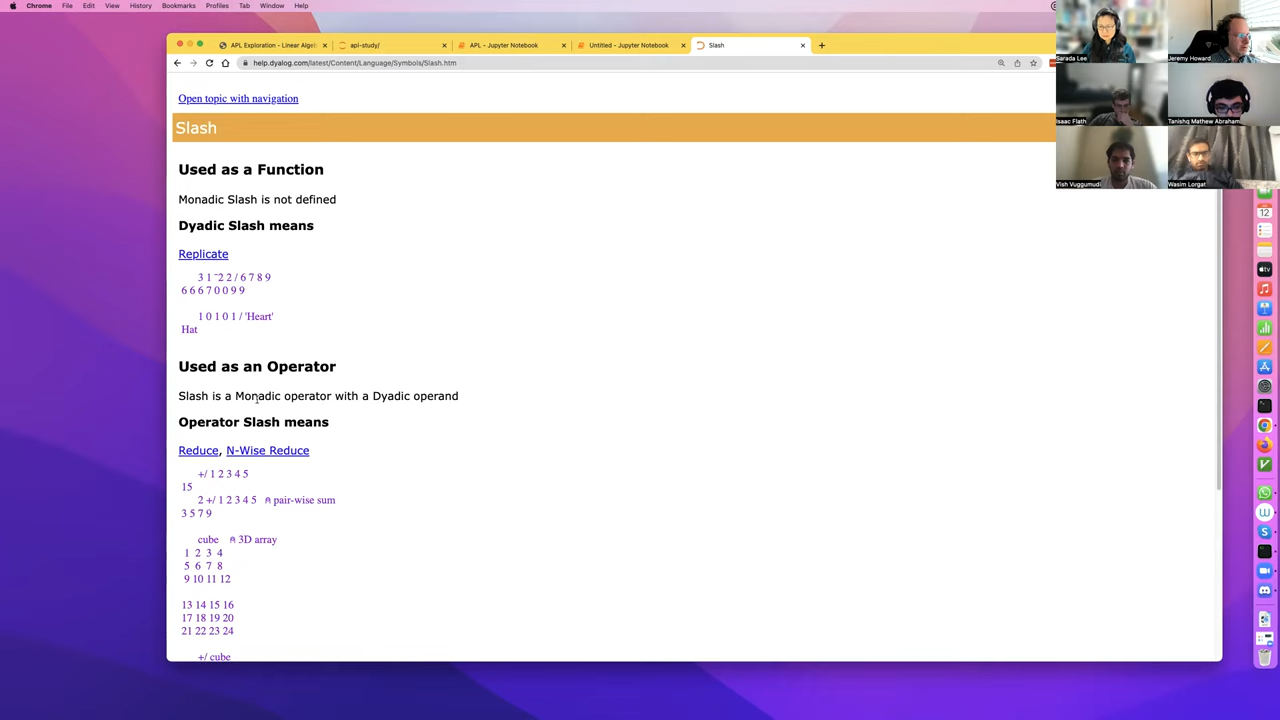 Chrome File Edit View History Bookmarks Profiles Tab Window Help
APL Exploration - Linear Algeb
apl-study/
APL - Jupyter Notebook
Untitled - Jupyter Notebook
Slash
help.dyalog.com/latest/Content/Language/Symbols/Slash.htm
Sarada Lee
Jeremy Howard
Isaac Flath
Tanishq Mathew Abraham
Vish Vuggumudi
Wasim Lorgat
12
Open topic with navigation
Slash
Used as a Function
Monadic Slash is not defined
Dyadic Slash means
Replicate
3 1 ¯2 2 / 6 7 8 9
6 6 6 7 0 0 9 9
1 0 1 0 1 / 'Heart'
Hat
Used as an Operator
Slash is a Monadic operator with a Dyadic operand
Operator Slash means
Reduce, N-Wise Reduce
+/ 1 2 3 4 5
15
2 +/ 1 2 3 4 5 ⍝ pair-wise sum
3 5 7 9
cube ⍝ 3D array
1 2 3 4
5 6 7 8
9 10 11 12
13 14 15 16
17 18 19 20
21 22 23 24
+/ cube